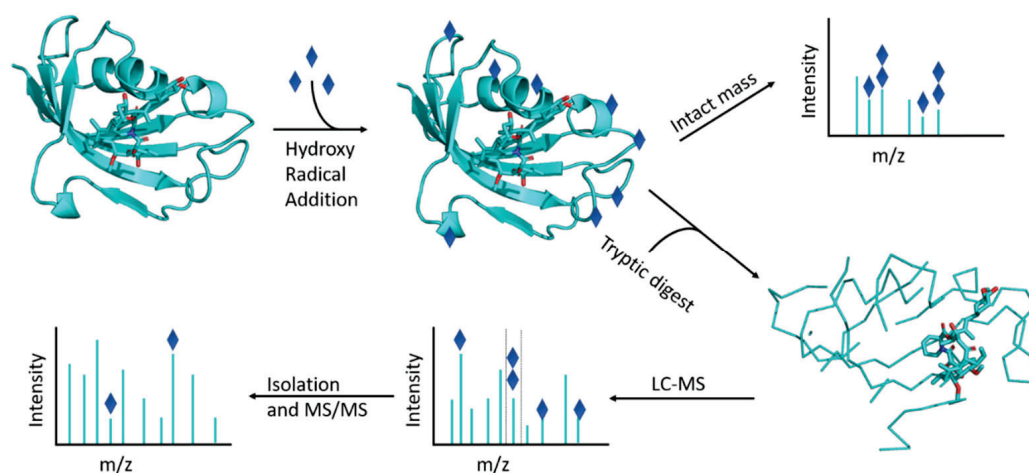 Hydroxy
Radical
Addition
Intact mass
Intensity
m/z
Tryptic digest
LC-MS
Intensity
m/z
Isolation
and MS/MS
Intensity
m/z